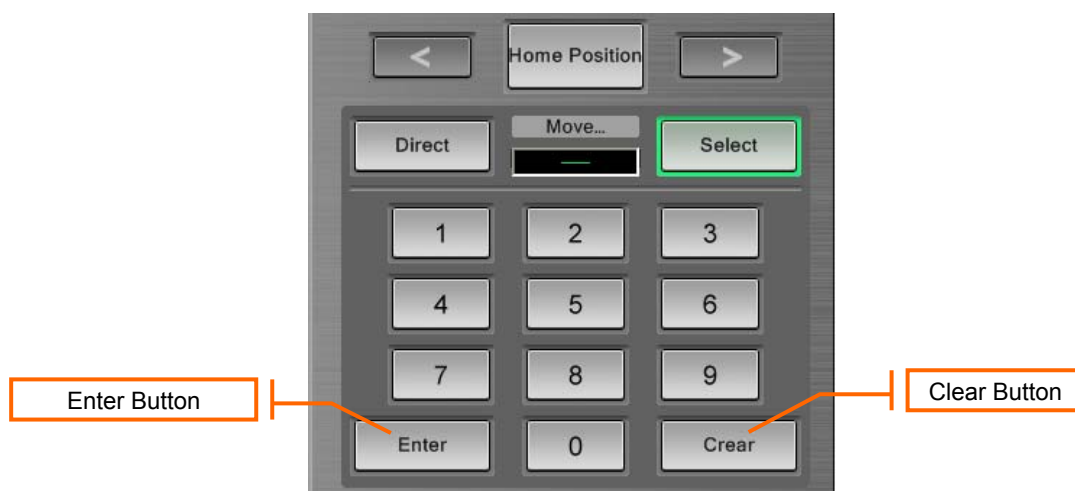 < Home Position >
Direct Move… Select
—
1 2 3
4 5 6
7 8 9
Enter Button Clear Button
Enter 0 Crear